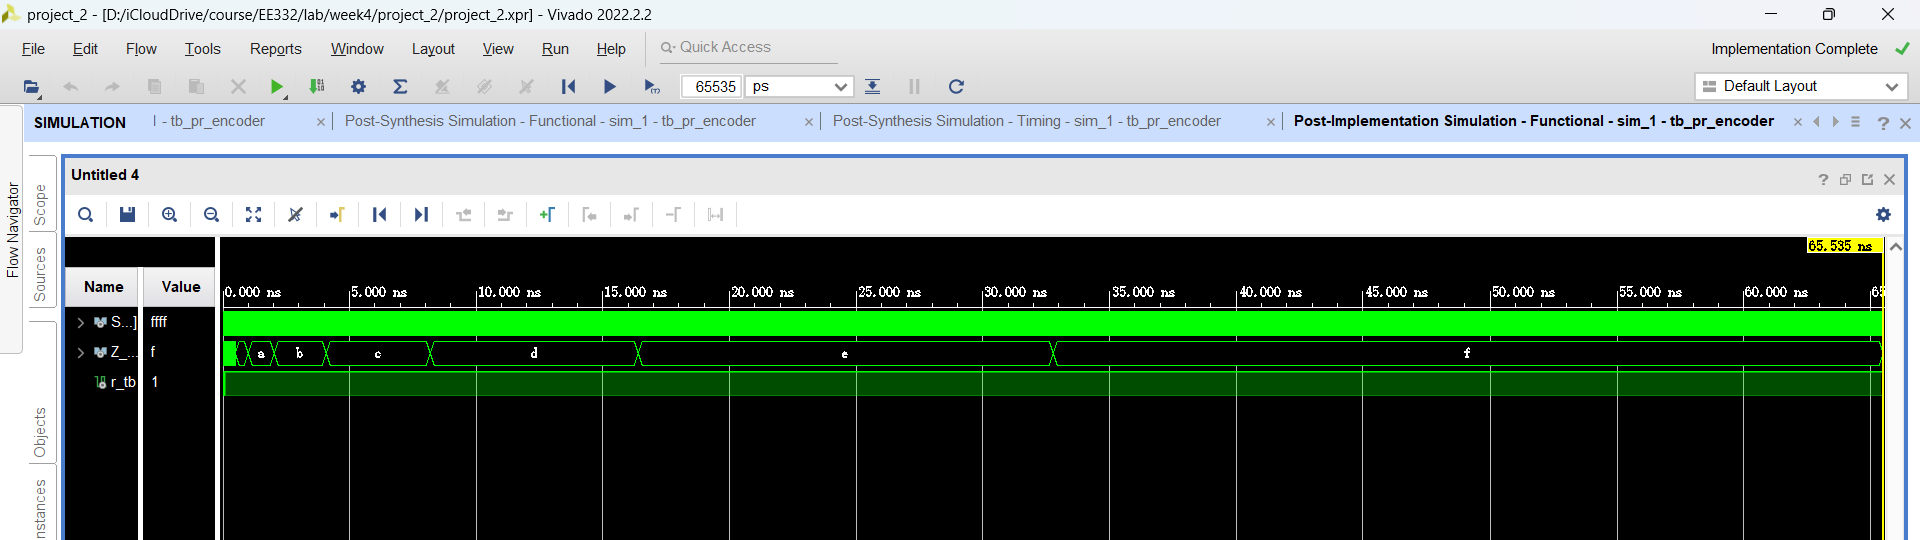 project_2 - [D:/iCloudDrive/course/EE332/lab/week4/project_2/project_2.xpr] - Vivado 2022.2.2
File Edit Flow Tools Reports Window Layout View Run Help Quick Access Implementation Complete
65535 ps Default Layout
SIMULATION l - tb_pr_encoder Post-Synthesis Simulation - Functional - sim_1 - tb_pr_encoder Post-Synthesis Simulation - Timing - sim_1 - tb_pr_encoder Post-Implementation Simulation - Functional - sim_1 - tb_pr_encoder
Untitled 4
Flow Navigator
Scope
Sources
Objects
nstances
65.535 ns
Name Value
0.000 ns 5.000 ns 10.000 ns 15.000 ns 20.000 ns 25.000 ns 30.000 ns 35.000 ns 40.000 ns 45.000 ns 50.000 ns 55.000 ns 60.000 ns 65
S...] ffff
Z_... f a b c d e f
r_tb 1